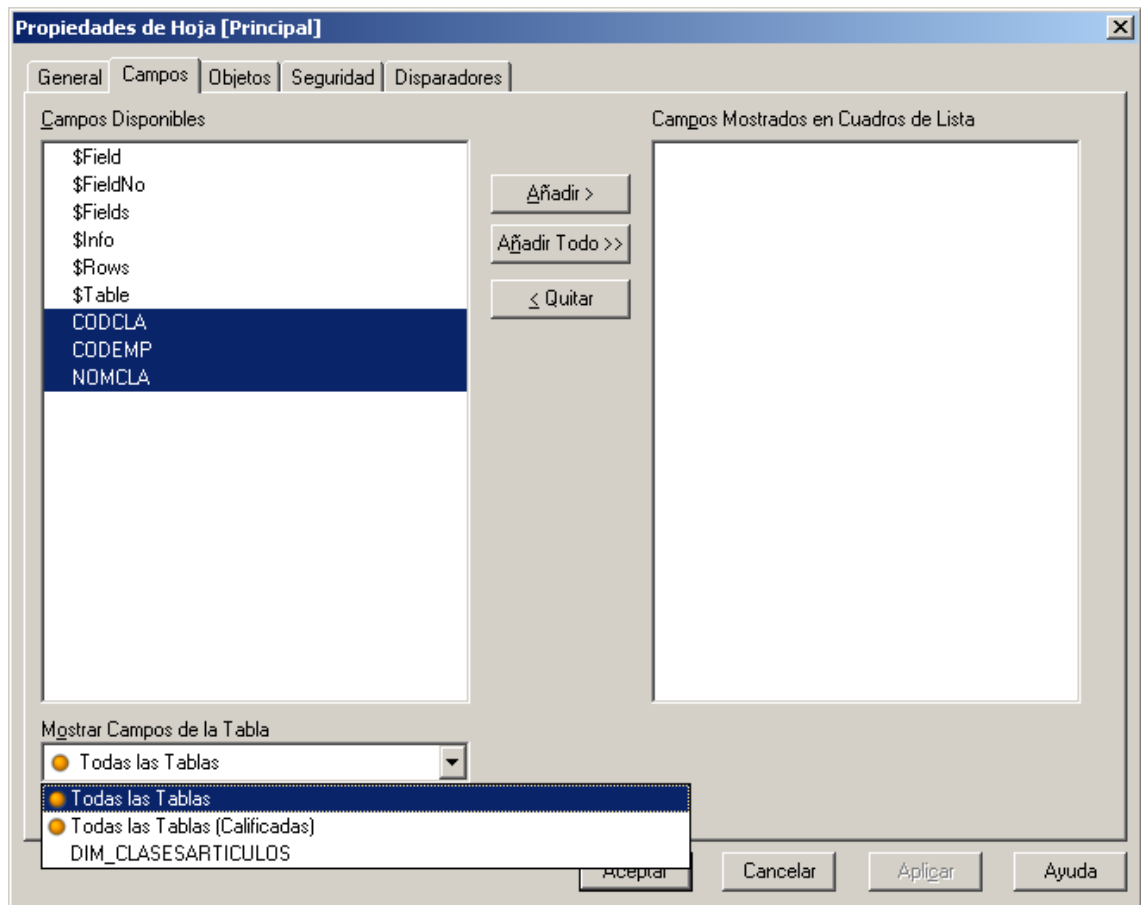 Propiedades de Hoja [Principal]
General Campos Objetos Seguridad Disparadores
Campos Disponibles
Campos Mostrados en Cuadros de Lista
$Field
$FieldNo
$Fields
$Info
$Rows
$Table
CODCLA
CODEMP
NOMCLA
Añadir >
Añadir Todo >>
< Quitar
Mostrar Campos de la Tabla
Todas las Tablas
Todas las Tablas
Todas las Tablas (Calificadas)
DIM_CLASESARTICULOS
Aceptar Cancelar Aplicar Ayuda